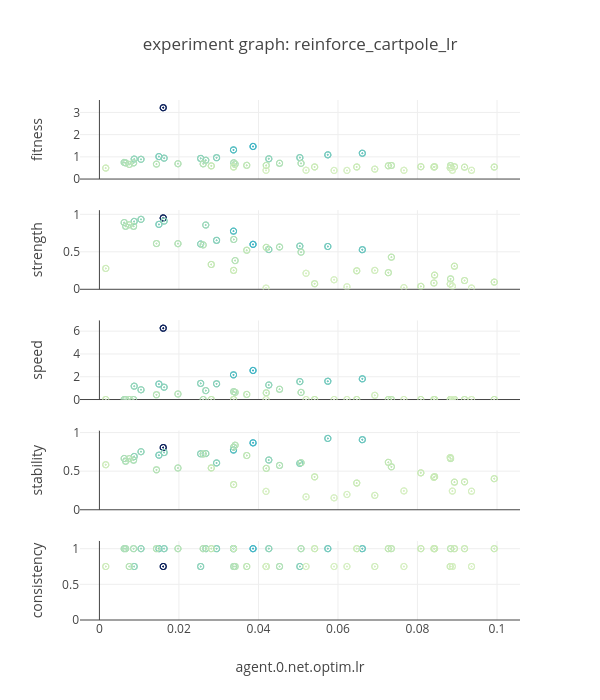 experiment graph: reinforce_cartpole_lr
fitness
3
2
1
0
strength
1
0.5
0
speed
6
4
2
0
stability
1
0.5
0
consistency
1
0.5
0
0 0.02 0.04 0.06 0.08 0.1
agent.0.net.optim.lr